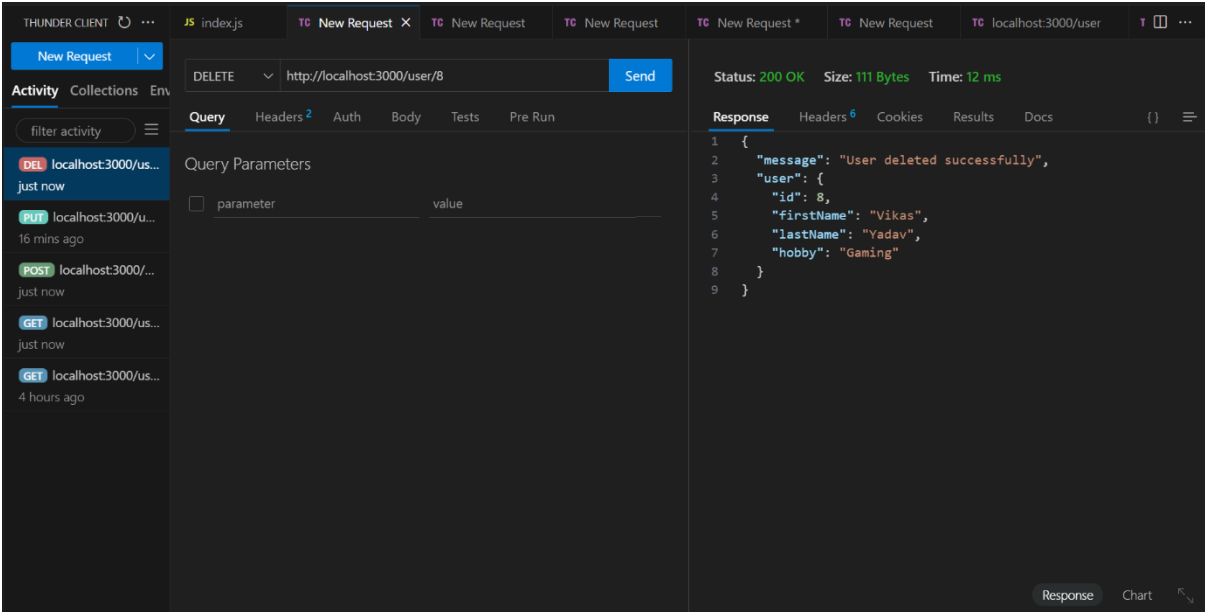 THUNDER CLIENT
New Request
Activity Collections Env
filter activity
DEL localhost:3000/us...
just now
PUT localhost:3000/u...
16 mins ago
POST localhost:3000/...
just now
GET localhost:3000/us...
just now
GET localhost:3000/us...
4 hours ago
JS index.js TC New Request TC New Request TC New Request TC New Request * TC New Request TC localhost:3000/user T
DELETE http://localhost:3000/user/8 Send
Query Headers 2 Auth Body Tests Pre Run
Query Parameters
parameter value
Status: 200 OK Size: 111 Bytes Time: 12 ms
Response Headers 6 Cookies Results Docs { }
1 {
2 "message": "User deleted successfully",
3 "user": {
4 "id": 8,
5 "firstName": "Vikas",
6 "lastName": "Yadav",
7 "hobby": "Gaming"
8 }
9 }
Response Chart